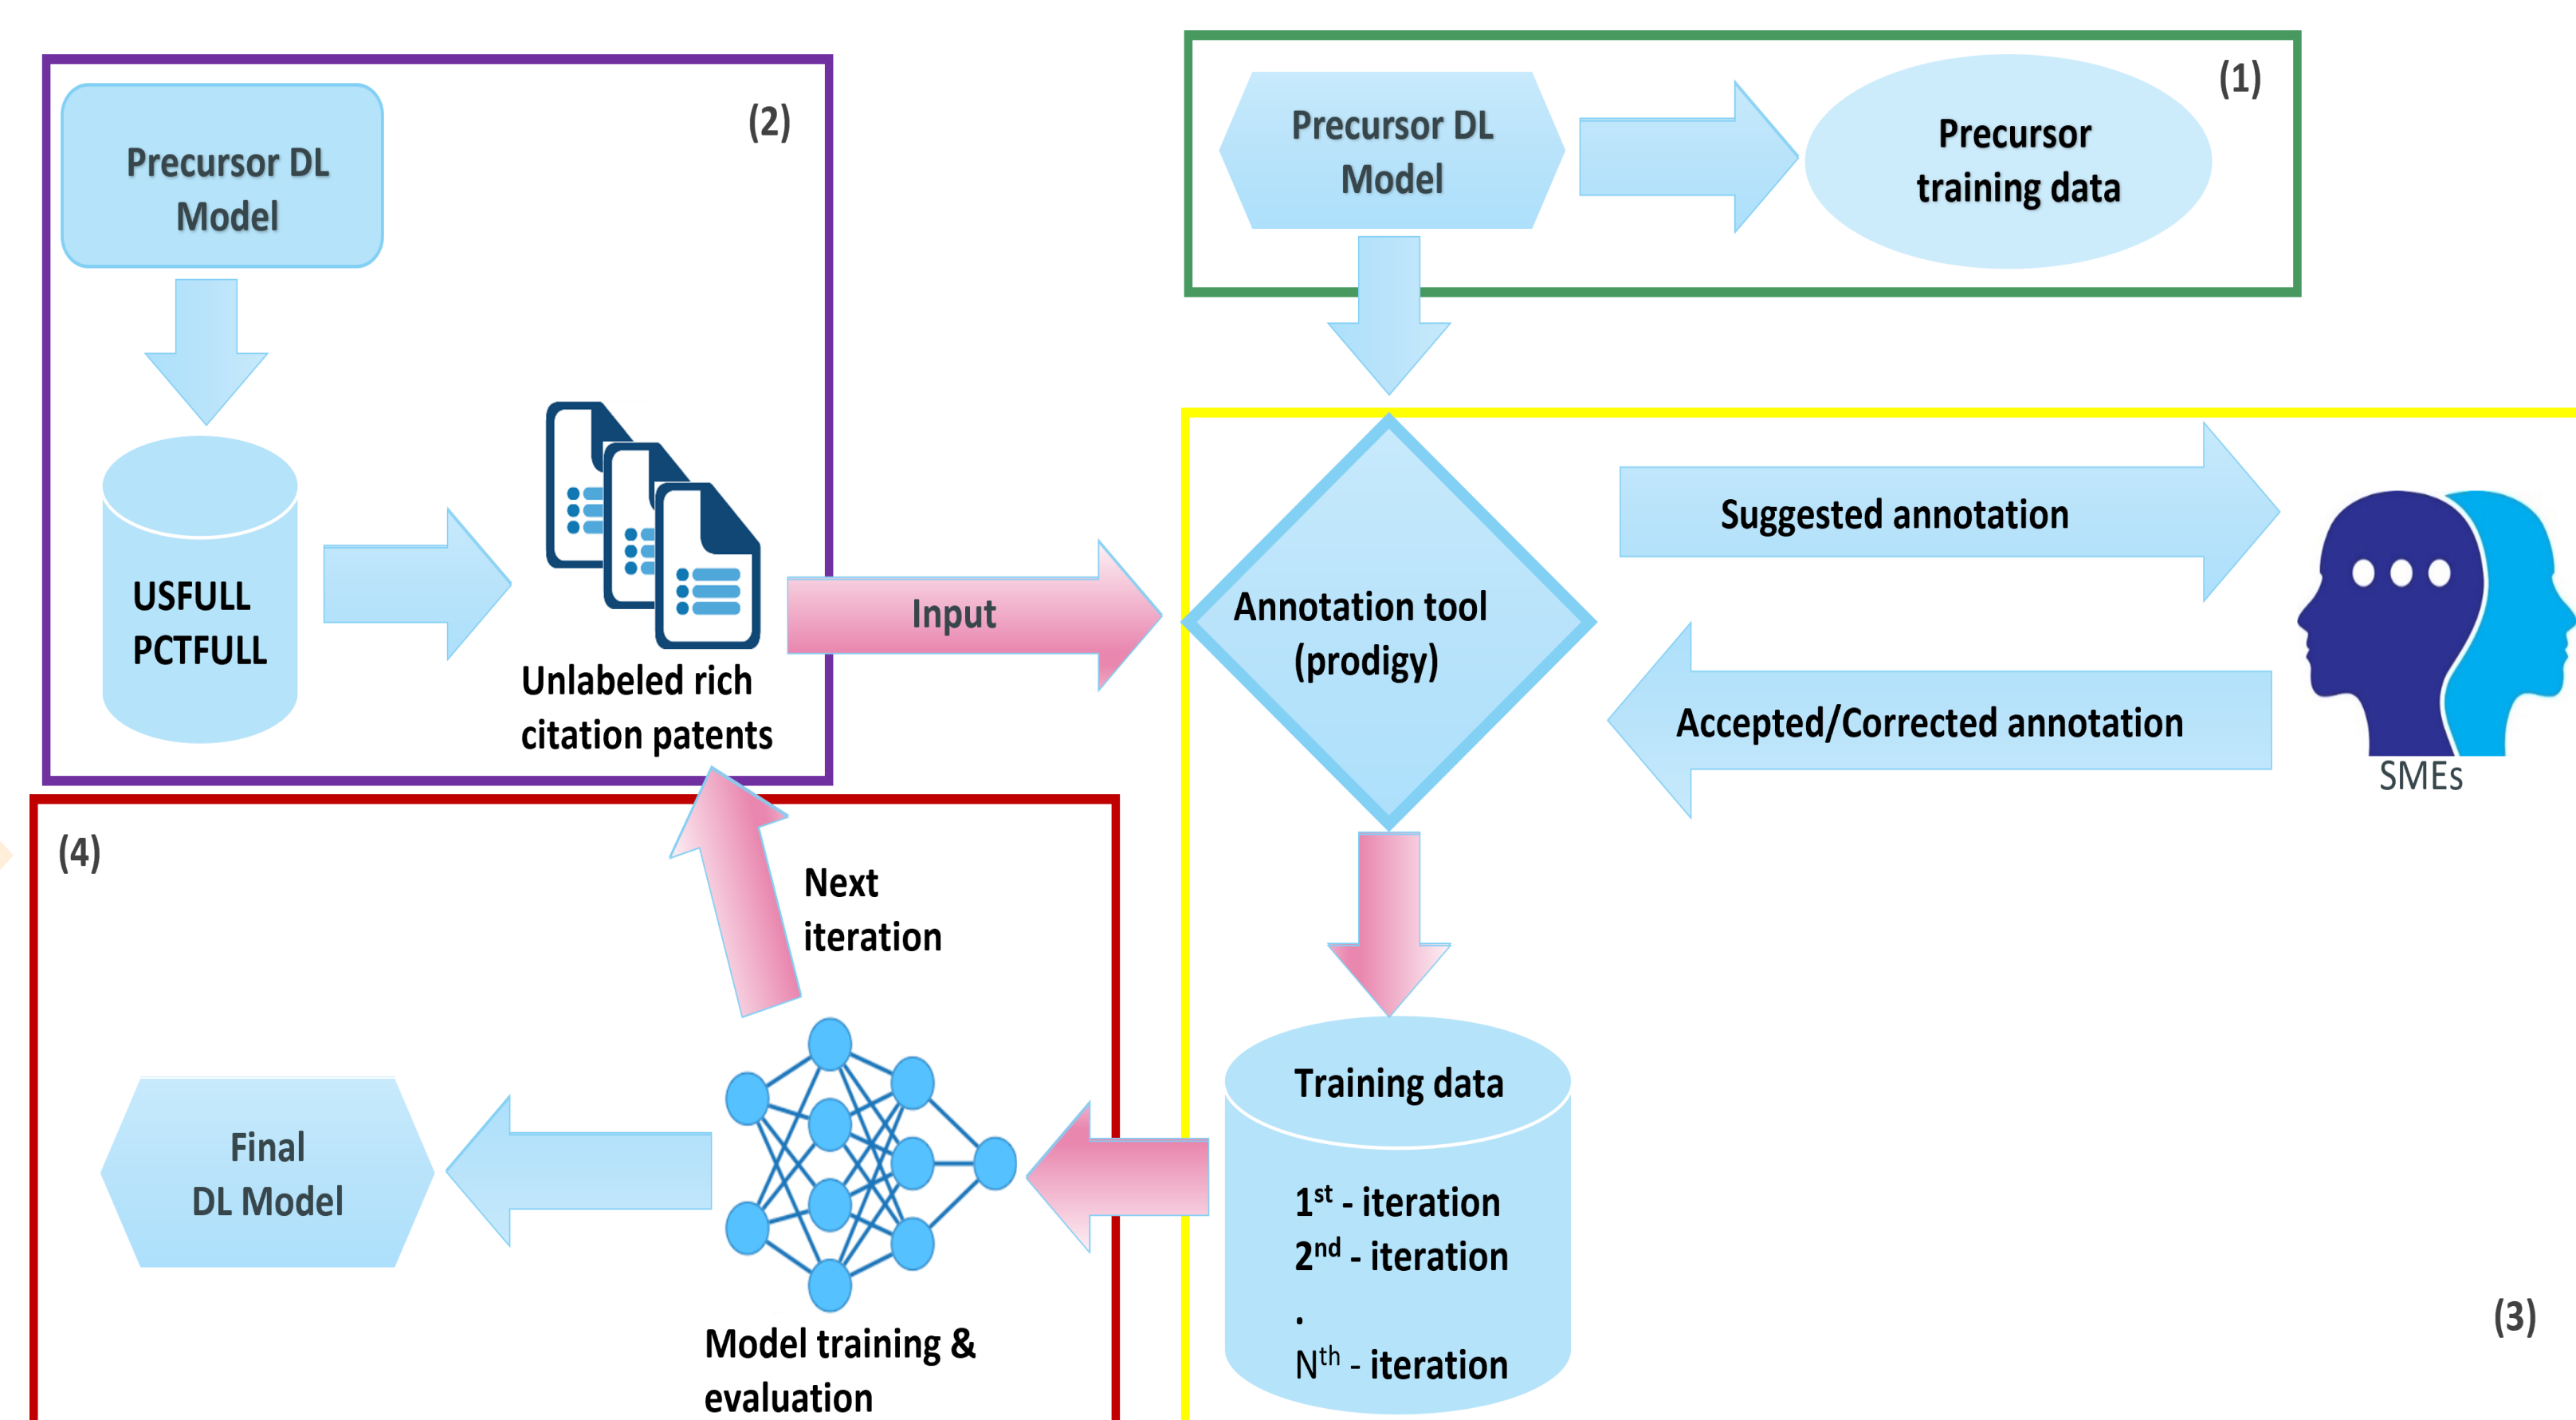 (2)
Precursor DL
Model
USFULL
PCTFULL
Unlabeled rich
citation patents
(1)
Precursor DL
Model
Precursor
training data
Input
Annotation tool
(prodigy)
Suggested annotation
Accepted/Corrected annotation
SMEs
(4)
Next
iteration
Final
DL Model
Model training &
evaluation
Training data
1st - iteration
2nd - iteration
.
Nth - iteration
(3)